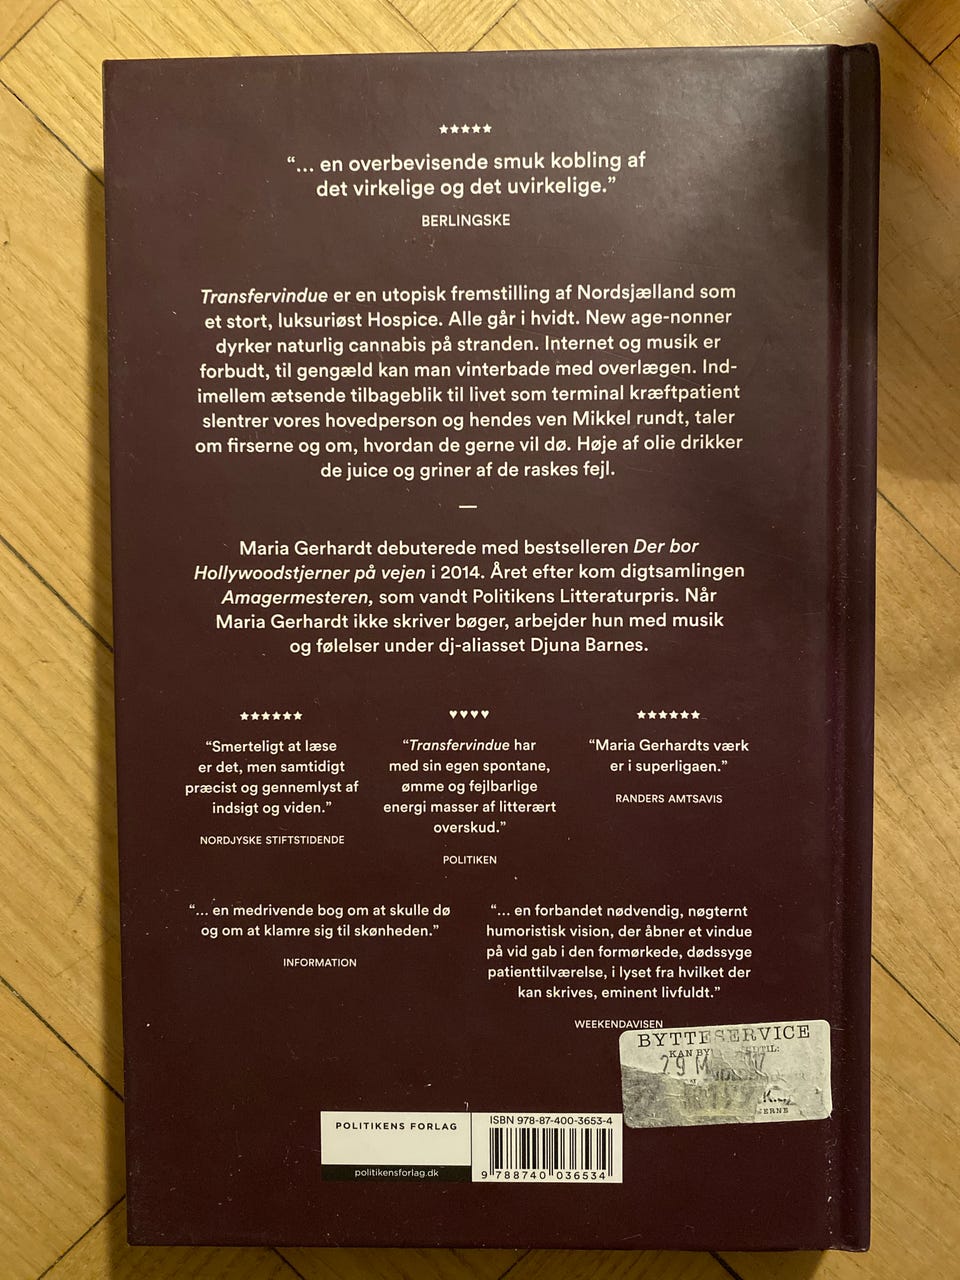 ★★★★★
“... en overbevisende smuk kobling af
det virkelige og det uvirkelige.”
BERLINGSKE
Transfervindue er en utopisk fremstilling af Nordsjælland som
et stort, luksuriøst Hospice. Alle går i hvidt. New age-nonner
dyrker naturlig cannabis på stranden. Internet og musik er
forbudt, til gengæld kan man vinterbade med overlægen. Ind-
imellem ætsende tilbageblik til livet som terminal kræftpatient
slentrer vores hovedperson og hendes ven Mikkel rundt, taler
om firserne og om, hvordan de gerne vil dø. Høje af olie drikker
de juice og griner af de raskes fejl.
—
Maria Gerhardt debuterede med bestselleren Der bor
Hollywoodstjerner på vejen i 2014. Året efter kom digtsamlingen
Amagermesteren, som vandt Politikens Litteraturpris. Når
Maria Gerhardt ikke skriver bøger, arbejder hun med musik
og følelser under dj-aliasset Djuna Barnes.
★★★★★★
“Smerteligt at læse
er det, men samtidigt
præcist og gennemlyst af
indsigt og viden.”
NORDJYSKE STIFTSTIDENDE
♥♥♥♥
“Transfervindue har
med sin egen spontane,
ømme og fejlbarlige
energi masser af litterært
overskud.”
POLITIKEN
★★★★★★
“Maria Gerhardts værk
er i superligaen.”
RANDERS AMTSAVIS
“... en medrivende bog om at skulle dø
og om at klamre sig til skønheden.”
INFORMATION
“... en forbandet nødvendig, nøgternt
humoristisk vision, der åbner et vindue
på vid gab i den formørkede, dødssyge
patienttilværelse, i lyset fra hvilket der
kan skrives, eminent livfuldt.”
WEEKENDAVISEN
BYTTESERVICE
KAN
29
POLITIKENS FORLAG
politikensforlag.dk
ISBN 978-87-400-3653-4
9 788740 036534